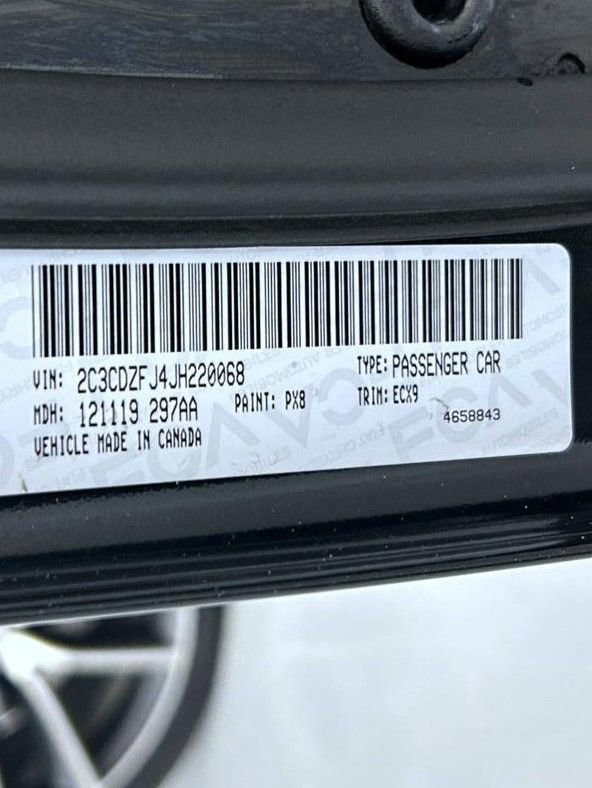 VIN: 2C3CDZFJ4JH220068 TYPE: PASSENGER CAR
MDH: 121119 297AA PAINT: PX8 TRIM: ECX9
VEHICLE MADE IN CANADA 4658843